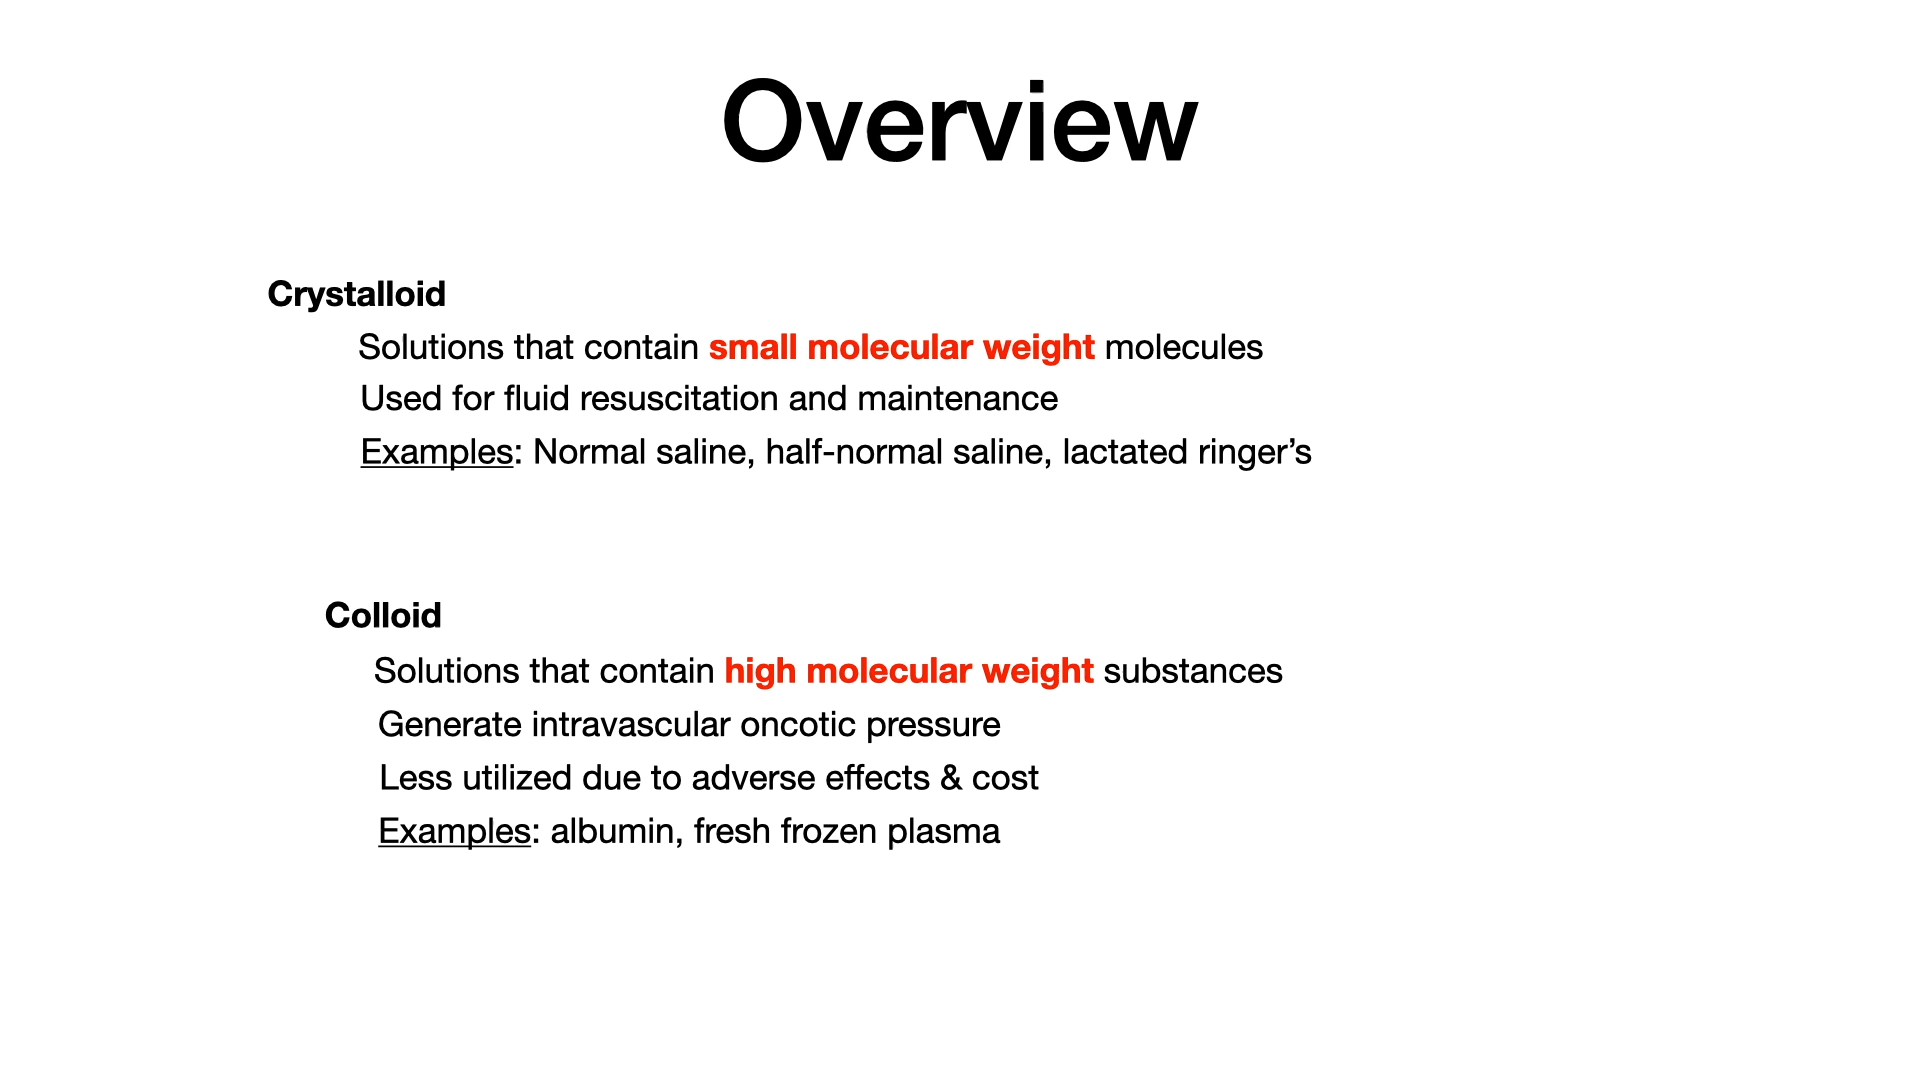 Overview
Crystalloid
Solutions that contain small molecular weight molecules
Used for fluid resuscitation and maintenance
Examples: Normal saline, half-normal saline, lactated ringer’s
Colloid
Solutions that contain high molecular weight substances
Generate intravascular oncotic pressure
Less utilized due to adverse effects & cost
Examples: albumin, fresh frozen plasma